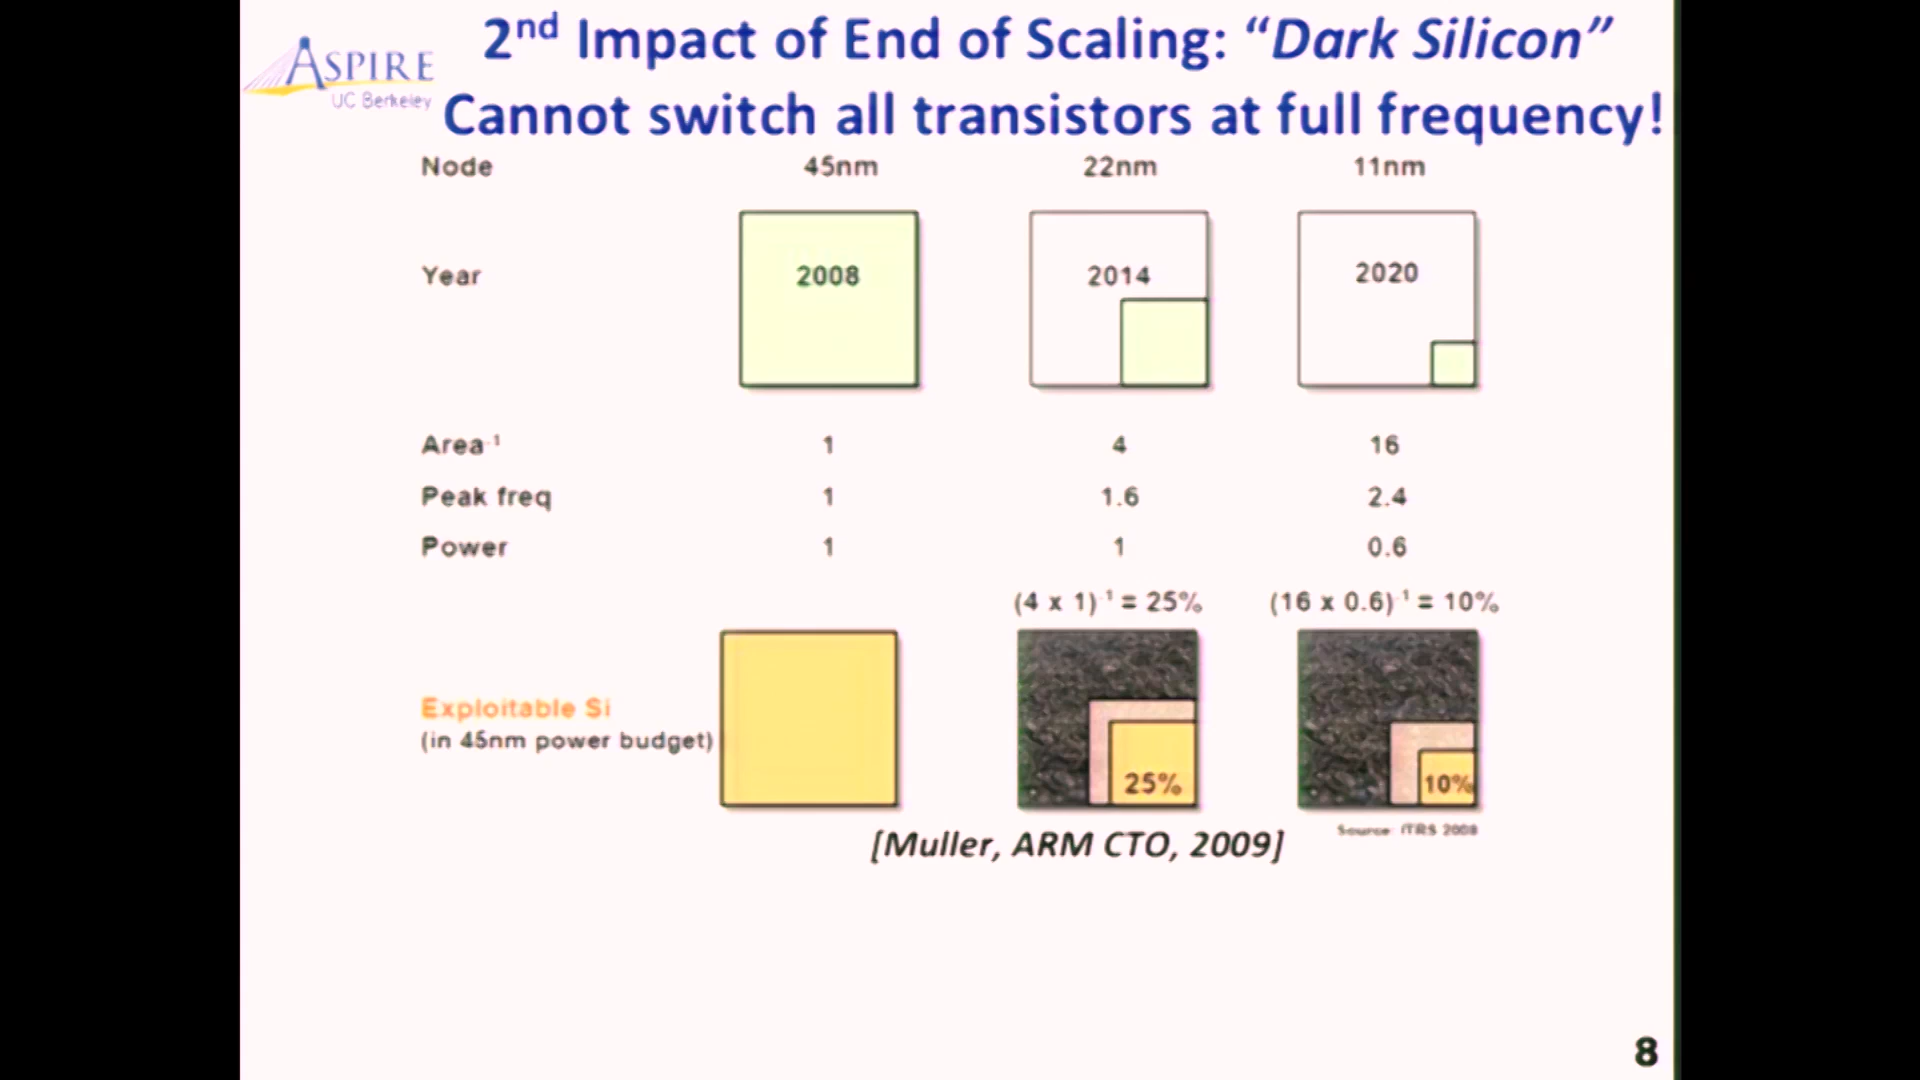 ASPIRE
UC Berkeley
2nd Impact of End of Scaling: “Dark Silicon”
Cannot switch all transistors at full frequency!
Node 45nm 22nm 11nm
Year 2008 2014 2020
Area-1 1 4 16
Peak freq 1 1.6 2.4
Power 1 1 0.6
(4 x 1)-1 = 25% (16 x 0.6)-1 = 10%
Exploitable Si
(in 45nm power budget)
25% 10%
Source: ITRS 2008
[Muller, ARM CTO, 2009]
8